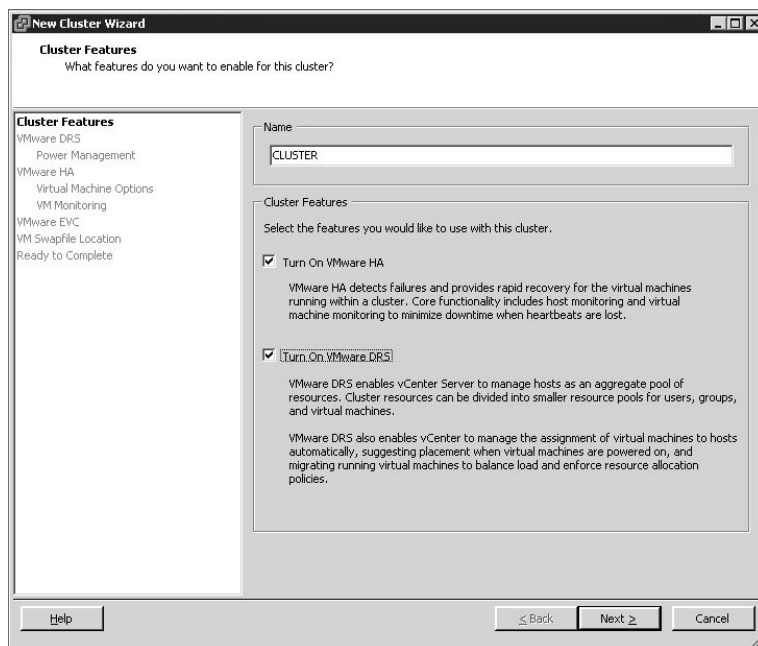 New Cluster Wizard
Cluster Features
What features do you want to enable for this cluster?
Cluster Features
VMware DRS
Power Management
VMware HA
Virtual Machine Options
VM Monitoring
VMware EVC
VM Swapfile Location
Ready to Complete
Name
CLUSTER
Cluster Features
Select the features you would like to use with this cluster.
Turn On VMware HA
VMware HA detects failures and provides rapid recovery for the virtual machines
running within a cluster. Core functionality includes host monitoring and virtual
machine monitoring to minimize downtime when heartbeats are lost.
Turn On VMware DRS
VMware DRS enables vCenter Server to manage hosts as an aggregate pool of
resources. Cluster resources can be divided into smaller resource pools for users, groups,
and virtual machines.
VMware DRS also enables vCenter to manage the assignment of virtual machines to hosts
automatically, suggesting placement when virtual machines are powered on, and
migrating running virtual machines to balance load and enforce resource allocation
policies.
Help
< Back
Next >
Cancel